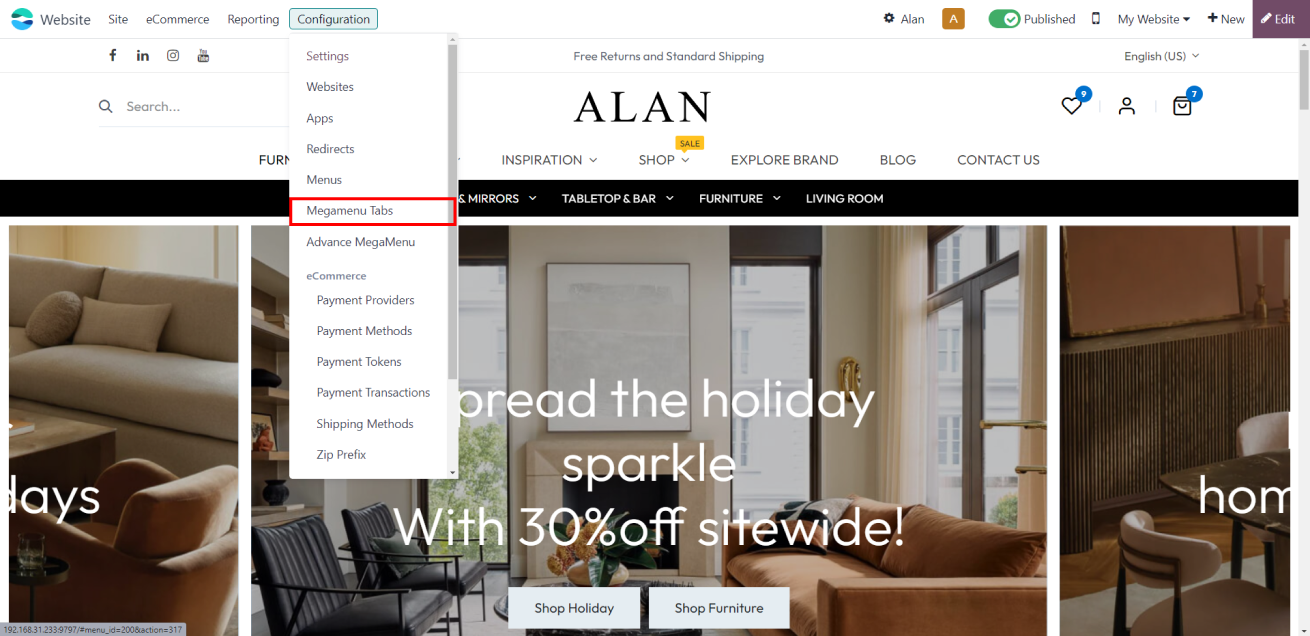 Website Site eCommerce Reporting Configuration Alan A Published My Website New Edit
Settings
Websites
Apps
Redirects
Menus
Megamenu Tabs
Advance MegaMenu
eCommerce
Payment Providers
Payment Methods
Payment Tokens
Payment Transactions
Shipping Methods
Zip Prefix
Free Returns and Standard Shipping English (US)
Search... ALAN 9 7
SALE
INSPIRATION SHOP EXPLORE BRAND BLOG CONTACT US
& MIRRORS TABLETOP & BAR FURNITURE LIVING ROOM
pread the holiday
sparkle
With 30%off sitewide!
days
hom
Shop Holiday Shop Furniture
192.168.31.233:9797/#menu_id=200&action=317